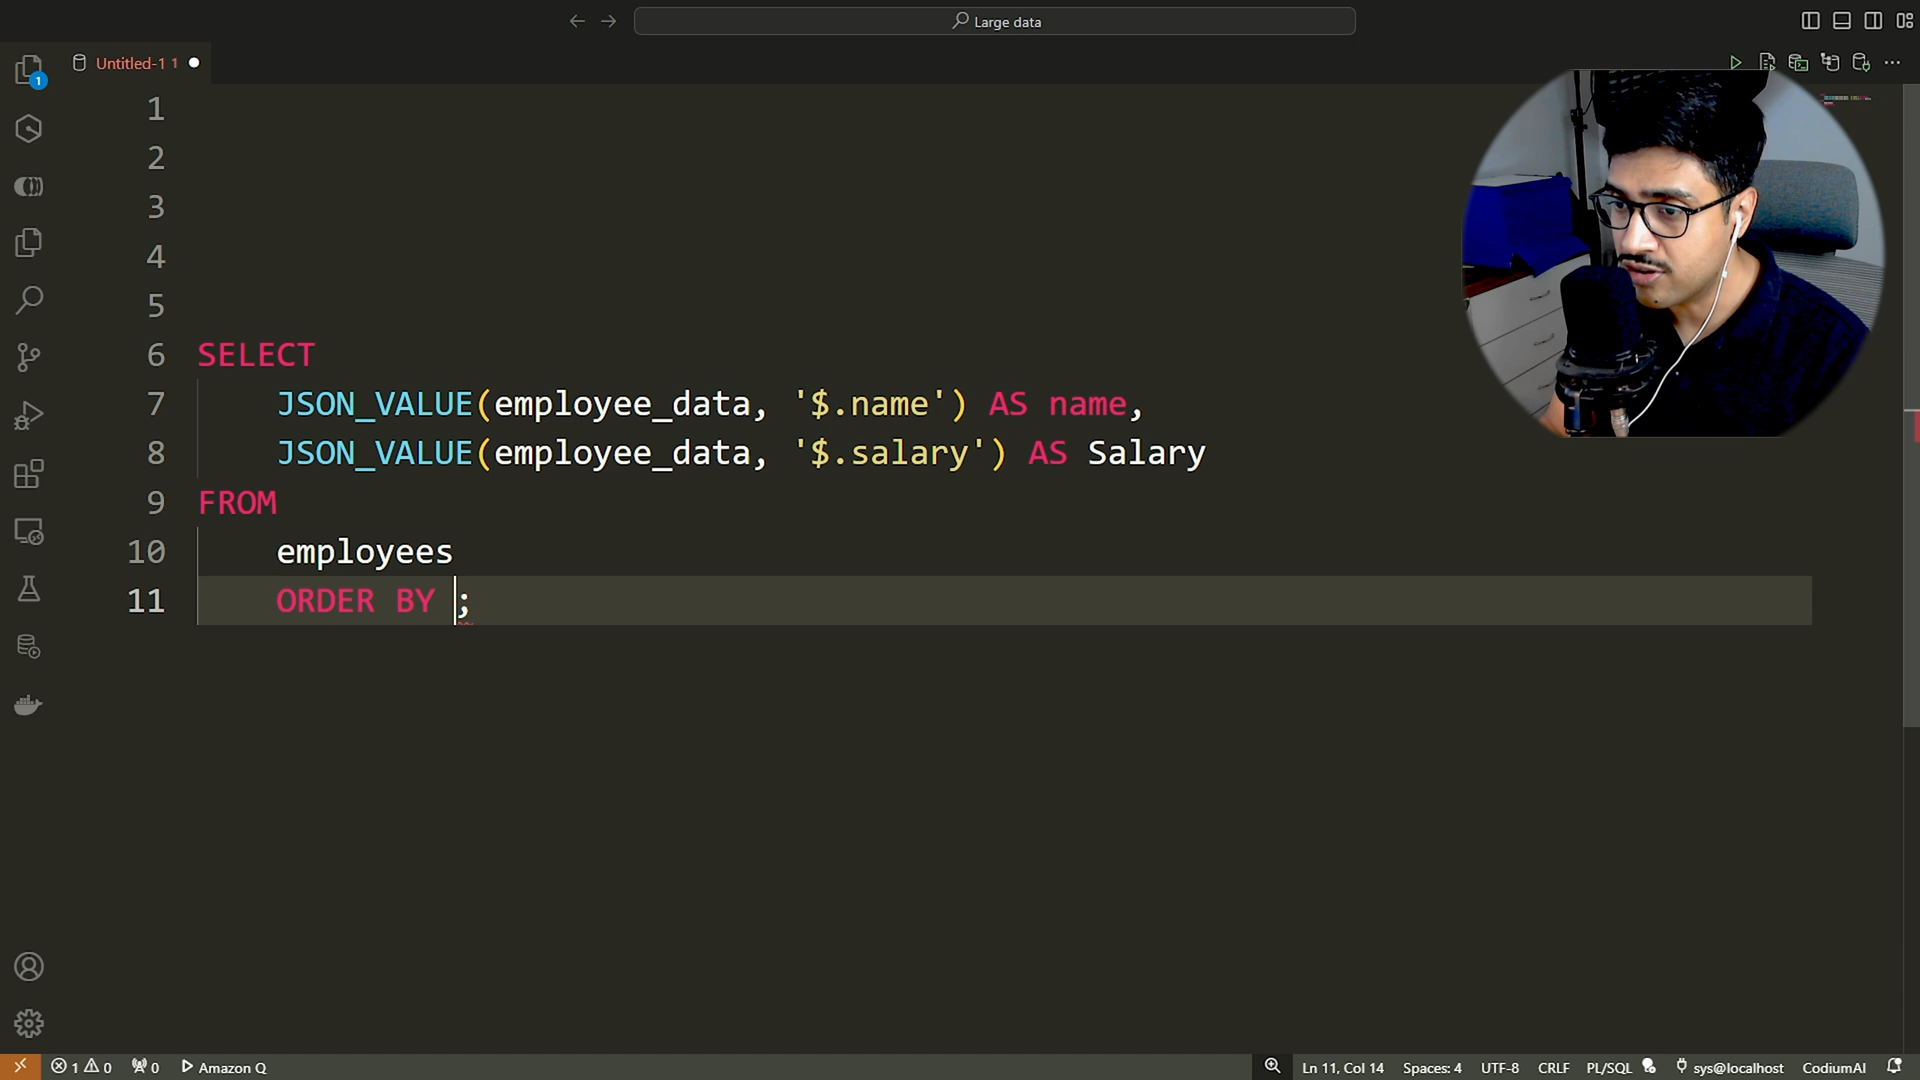 Large data
Untitled-1 1
1
1
2
3
4
5
6 SELECT
7 JSON_VALUE(employee_data, '$.name') AS name,
8 JSON_VALUE(employee_data, '$.salary') AS Salary
9 FROM
10 employees
11 ORDER BY ;
1 0 0 Amazon Q Ln 11, Col 14 Spaces: 4 UTF-8 CRLF PL/SQL sys@localhost CodiumAI